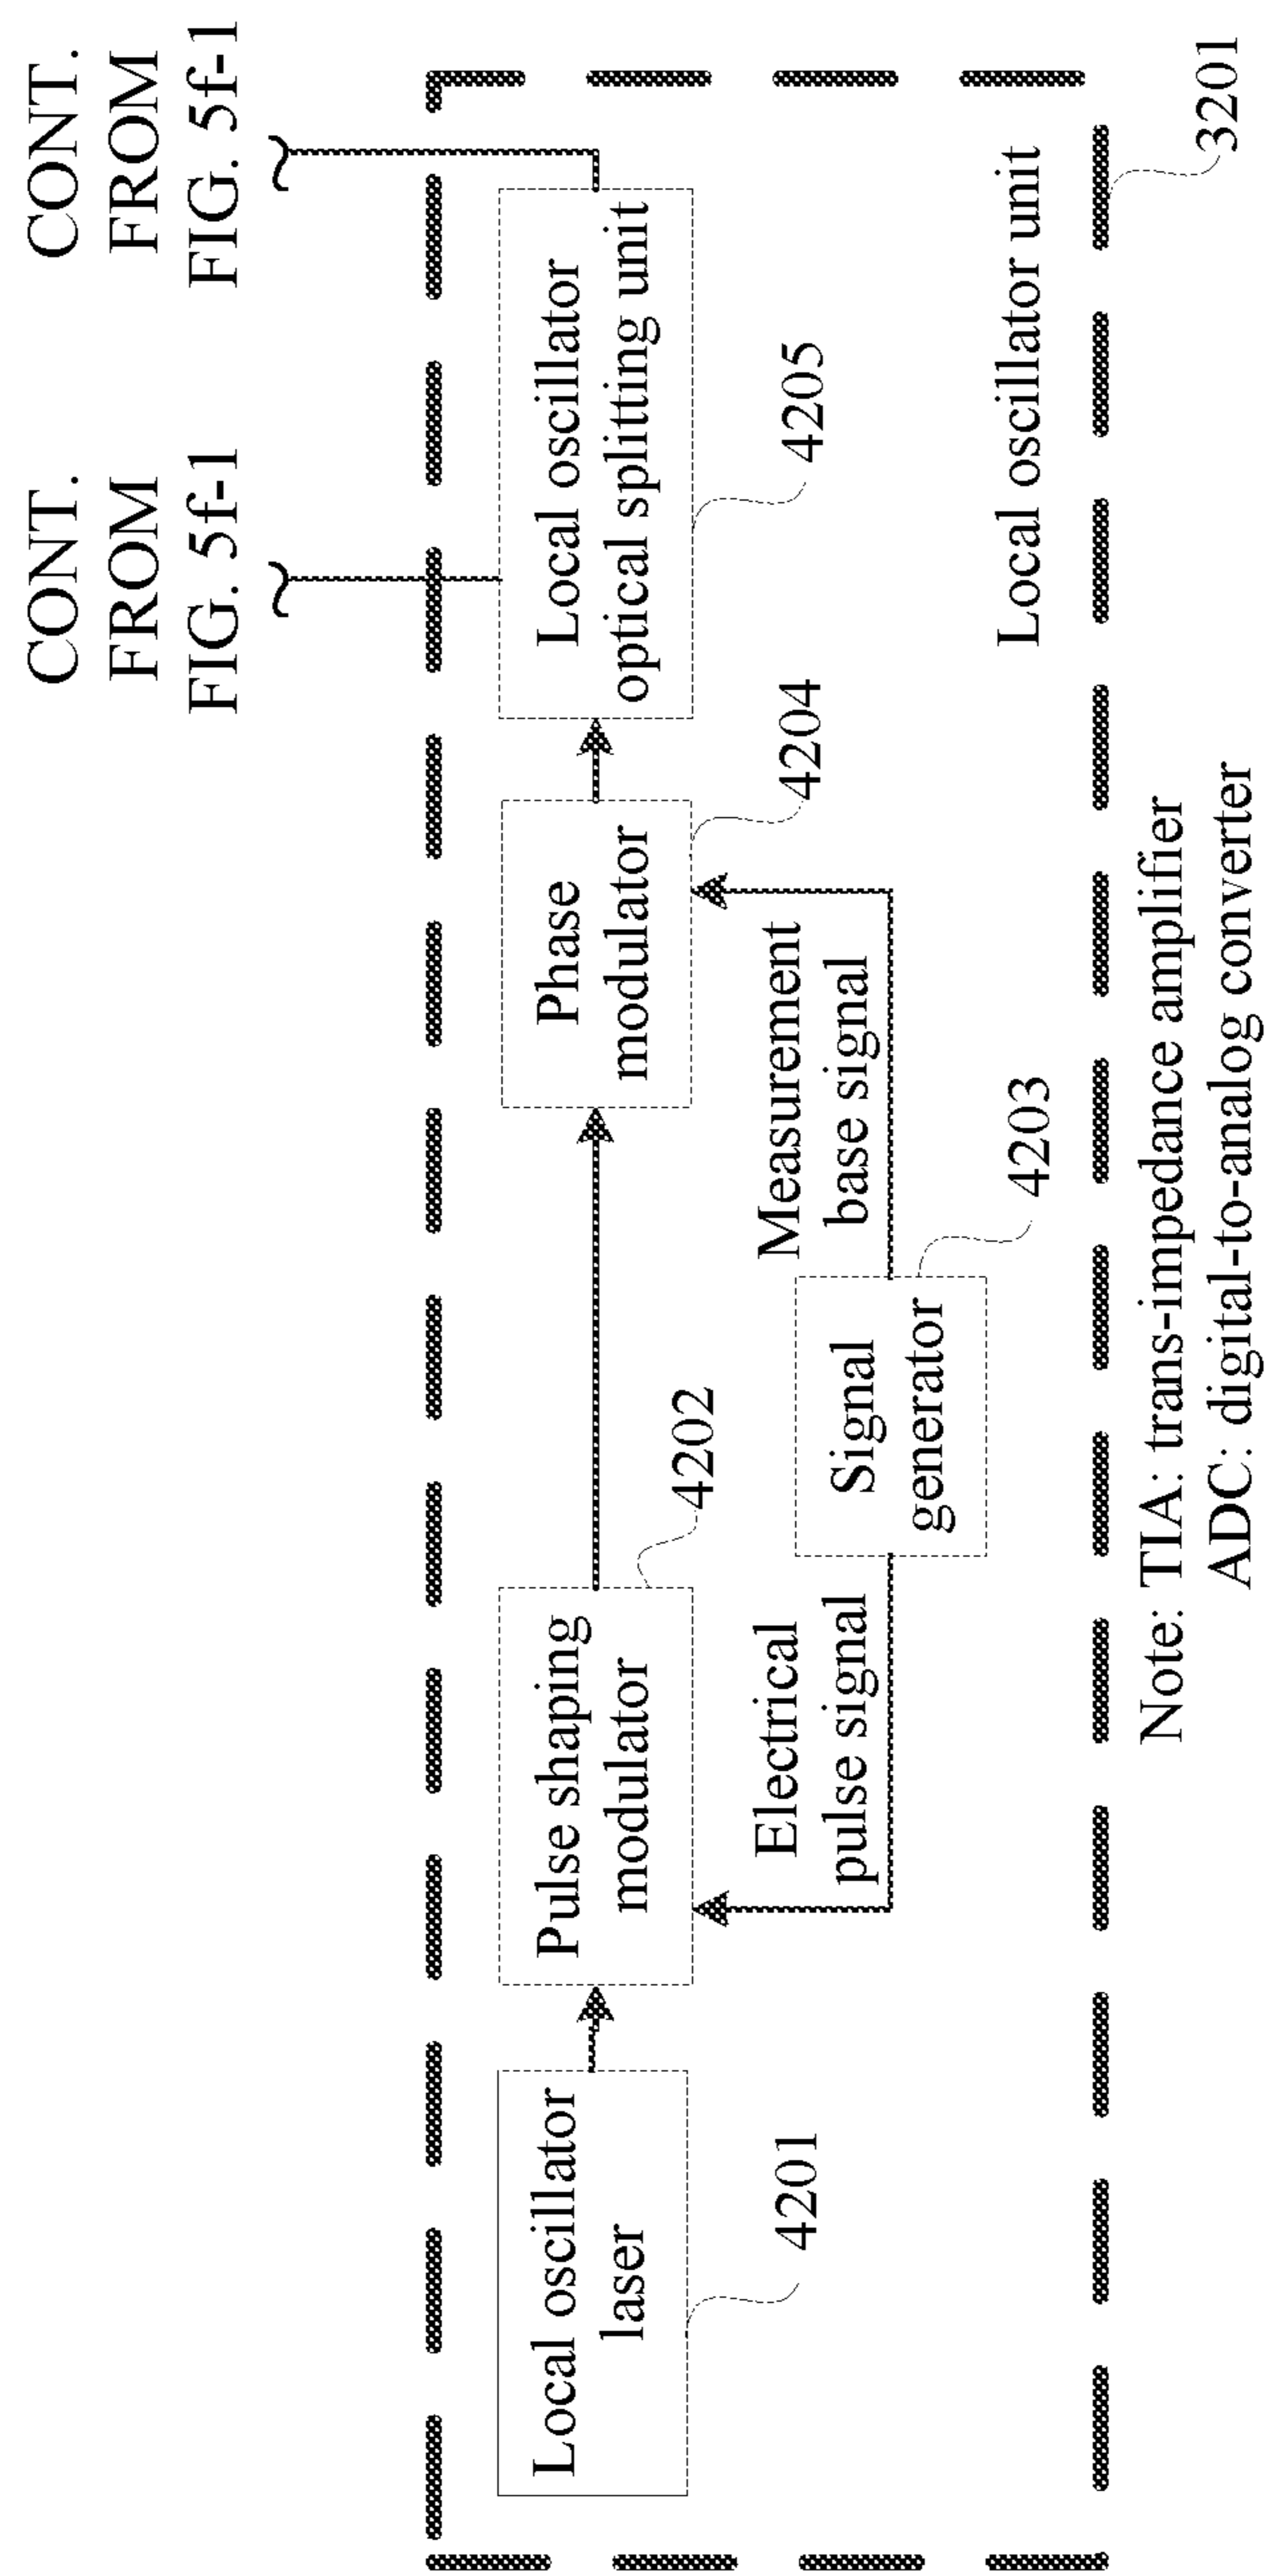 CONT.
FROM
FIG. 5f-1
CONT.
FROM
FIG. 5f-1
Local oscillator
laser
4201
Pulse shaping
modulator
4202
Phase
modulator
4204
Local oscillator
optical splitting unit
4205
Electrical
pulse signal
Measurement
base signal
Signal
generator
4203
Local oscillator unit
3201
Note: TIA: trans-impedance amplifier
ADC: digital-to-analog converter